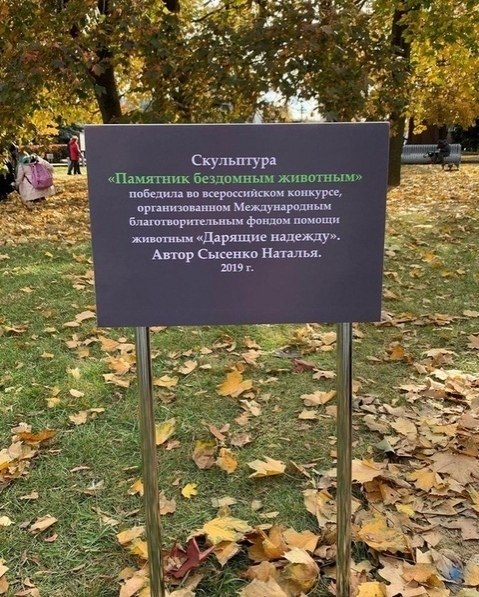 Скульптура
«Памятник бездомным животным»
победила во всероссийском конкурсе,
организованном Международным
благотворительным фондом помощи
животным «Дарящие надежду».
Автор Сысенко Наталья.
2019 г.